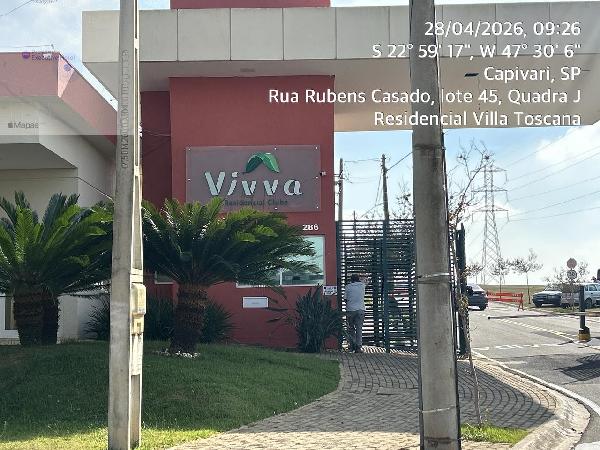 28/04/2026, 09:26
S 22° 59' 17", W 47° 30' 6"
Capivari, SP
Rua Rubens Casado, lote 45, Quadra J
Residencial Villa Toscana
Mapas
Vivva
Residencial Clube
286